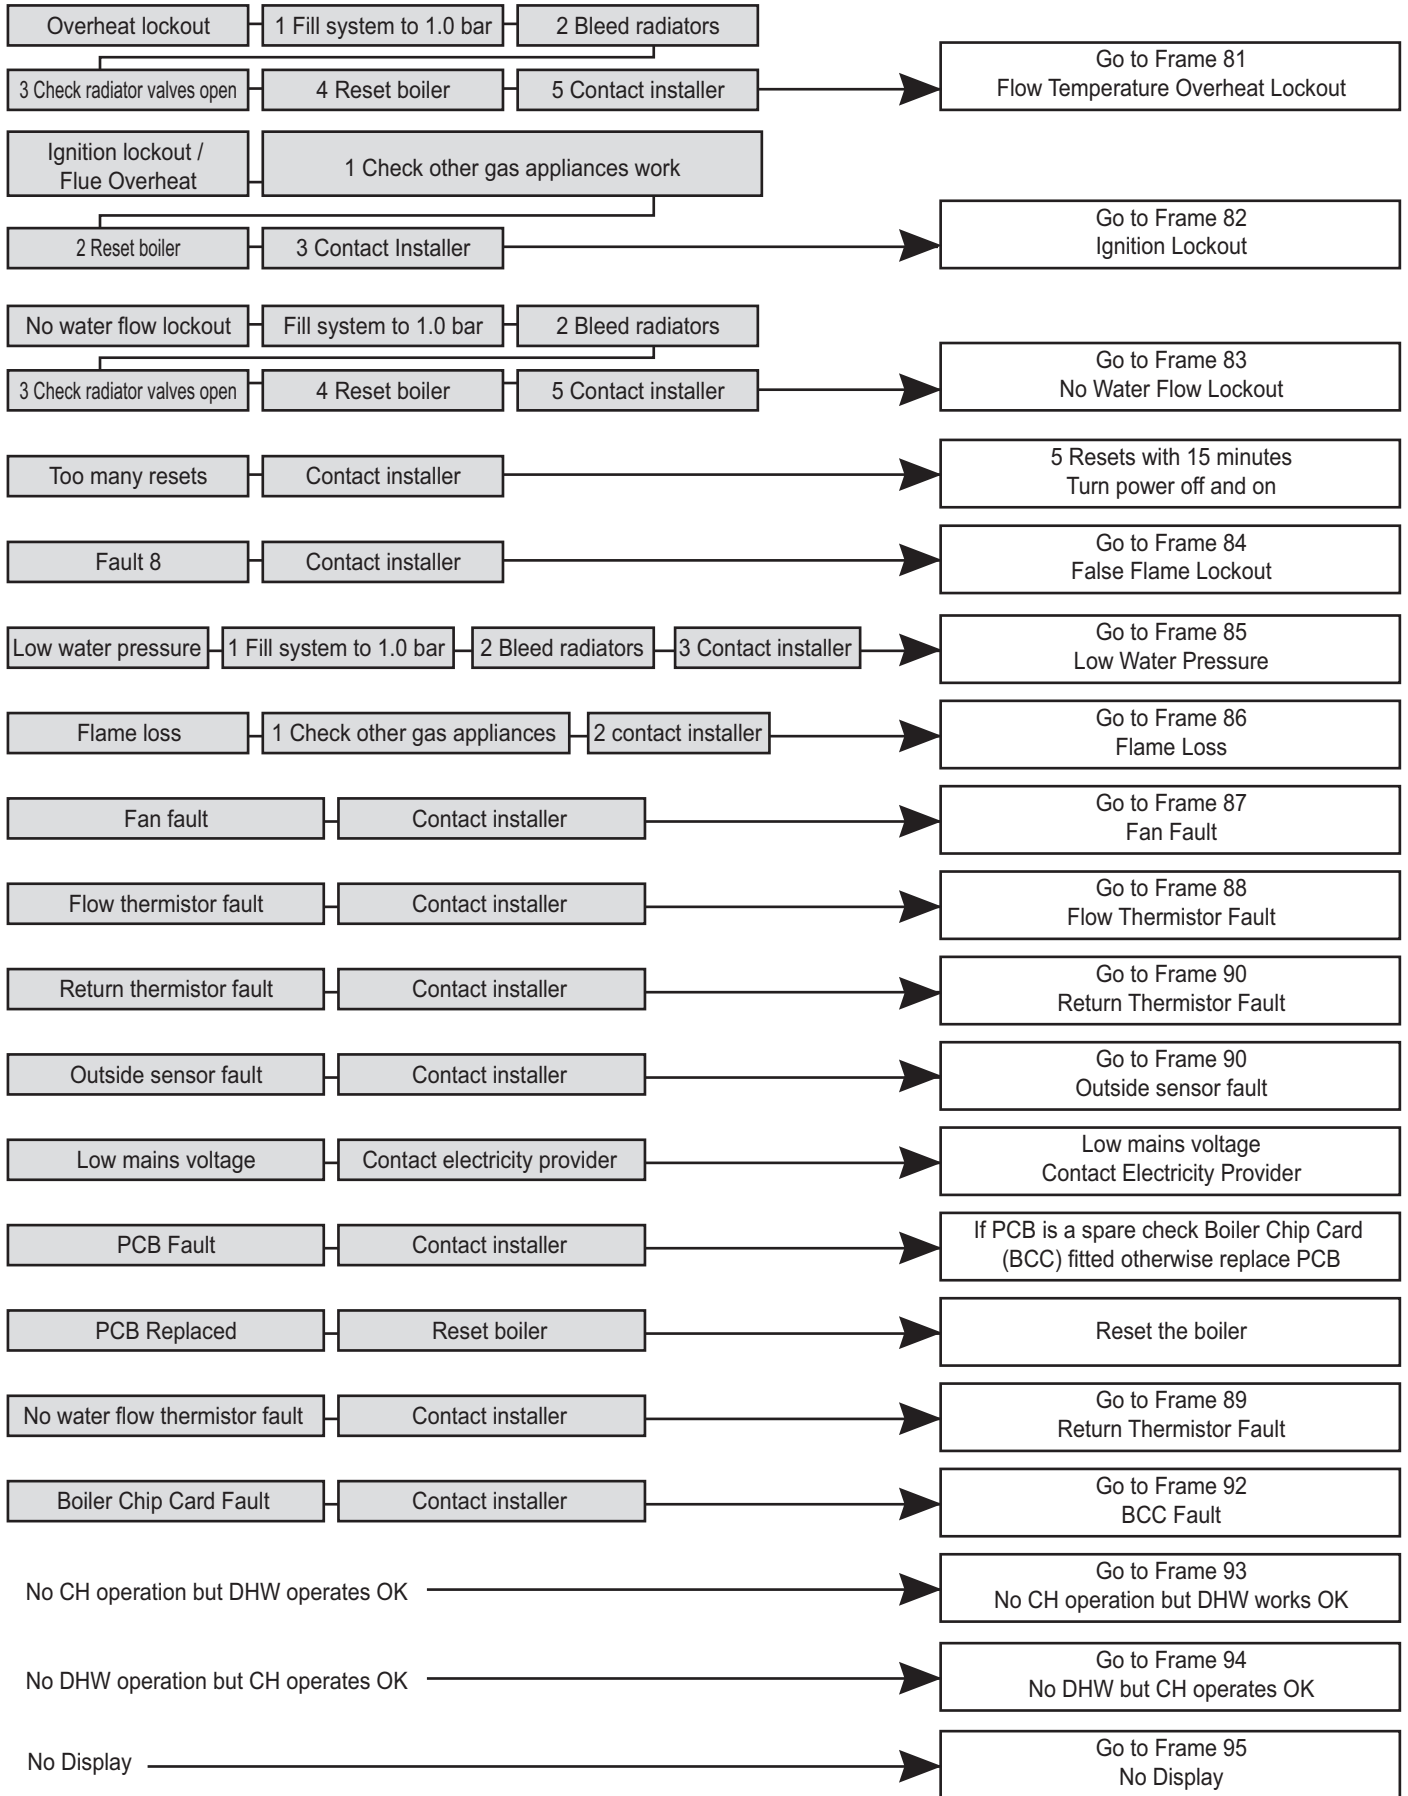 Overheat lockout
1 Fill system to 1.0 bar
2 Bleed radiators
3 Check radiator valves open
4 Reset boiler
5 Contact installer
Go to Frame 81
Flow Temperature Overheat Lockout
Ignition lockout /
Flue Overheat
1 Check other gas appliances work
2 Reset boiler
3 Contact Installer
Go to Frame 82
Ignition Lockout
No water flow lockout
Fill system to 1.0 bar
2 Bleed radiators
3 Check radiator valves open
4 Reset boiler
5 Contact installer
Go to Frame 83
No Water Flow Lockout
Too many resets
Contact installer
5 Resets with 15 minutes
Turn power off and on
Fault 8
Contact installer
Go to Frame 84
False Flame Lockout
Low water pressure
1 Fill system to 1.0 bar
2 Bleed radiators
3 Contact installer
Go to Frame 85
Low Water Pressure
Flame loss
1 Check other gas appliances
2 contact installer
Go to Frame 86
Flame Loss
Fan fault
Contact installer
Go to Frame 87
Fan Fault
Flow thermistor fault
Contact installer
Go to Frame 88
Flow Thermistor Fault
Return thermistor fault
Contact installer
Go to Frame 90
Return Thermistor Fault
Outside sensor fault
Contact installer
Go to Frame 90
Outside sensor fault
Low mains voltage
Contact electricity provider
Low mains voltage
Contact Electricity Provider
PCB Fault
Contact installer
If PCB is a spare check Boiler Chip Card
(BCC) fitted otherwise replace PCB
PCB Replaced
Reset boiler
Reset the boiler
No water flow thermistor fault
Contact installer
Go to Frame 89
Return Thermistor Fault
Boiler Chip Card Fault
Contact installer
Go to Frame 92
BCC Fault
No CH operation but DHW operates OK
Go to Frame 93
No CH operation but DHW works OK
No DHW operation but CH operates OK
Go to Frame 94
No DHW but CH operates OK
No Display
Go to Frame 95
No Display